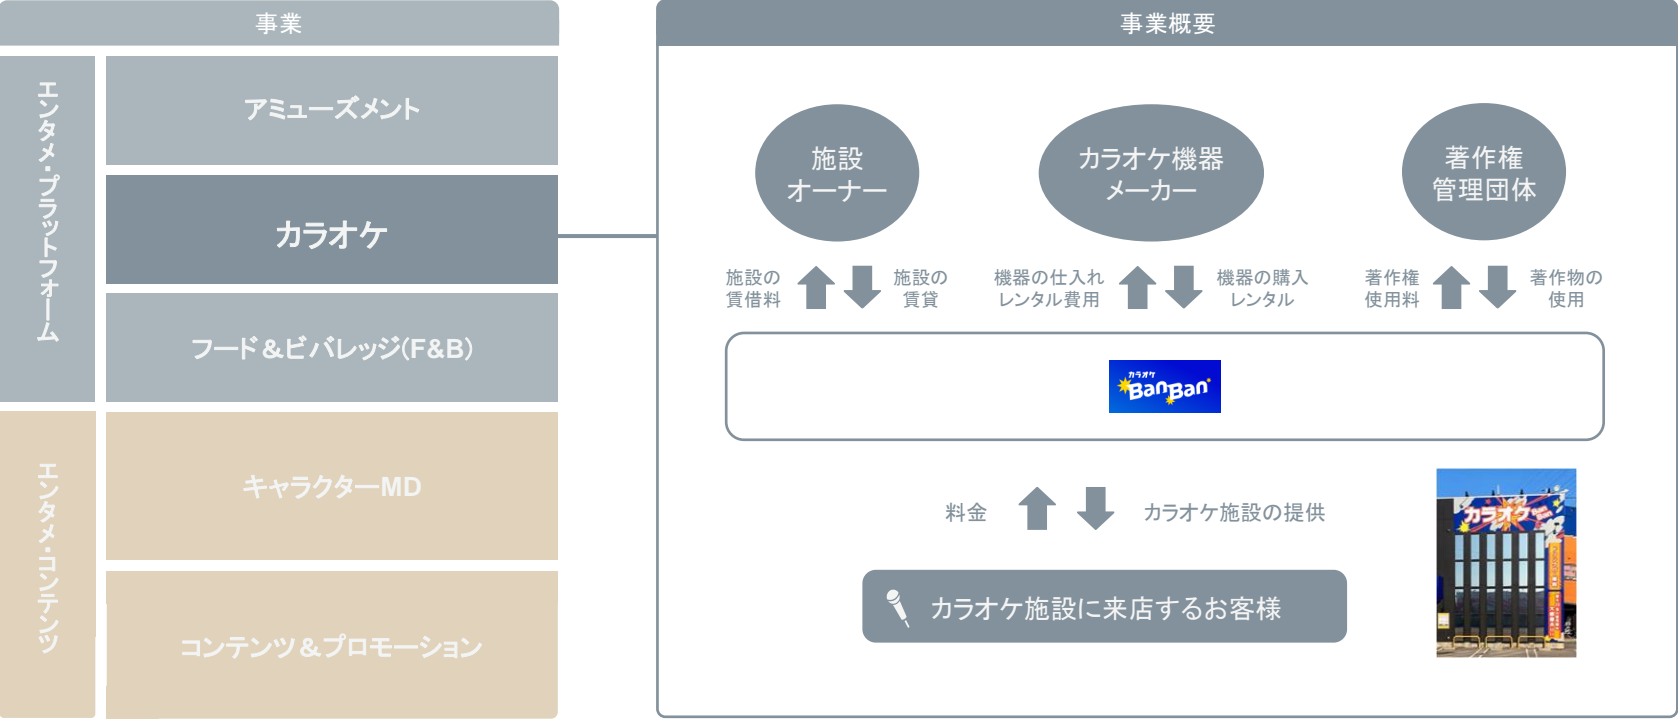 事業
エンタメ・プラットフォーム
アミューズメント
カラオケ
フード＆ビバレッジ(F&B)
エンタメ・コンテンツ
キャラクターMD
コンテンツ＆プロモーション
事業概要
施設
オーナー
カラオケ機器
メーカー
著作権
管理団体
施設の
賃借料
施設の
賃貸
機器の仕入れ
レンタル費用
機器の購入
レンタル
著作権
使用料
著作物の
使用
カラオケ
BanBan
料金
カラオケ施設の提供
カラオケ施設に来店するお客様
カラオケ